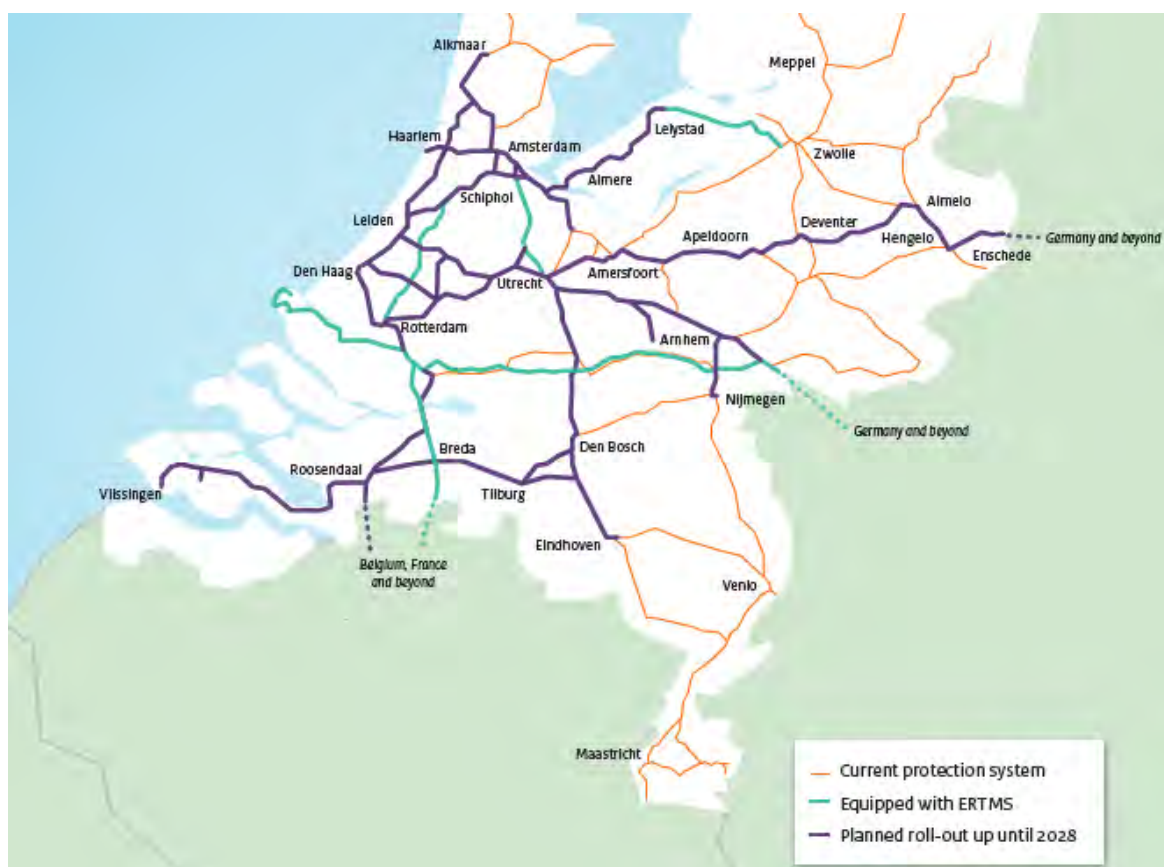 Alkmaar
Meppel
Haarlem
Amsterdam
Lelystad
Zwolle
Almere
Schiphol
Leiden
Almelo
Deventer
Apeldoorn
Hengelo
Germany and beyond
Enschede
Den Haag
Utrecht
Amersfoort
Rotterdam
Arnhem
Nijmegen
Germany and beyond
Breda
Den Bosch
Roosendaal
Vlissingen
Tilburg
Eindhoven
Belgium, France
and beyond
Venlo
Maastricht
Current protection system
Equipped with ERTMS
Planned roll-out up until 2028